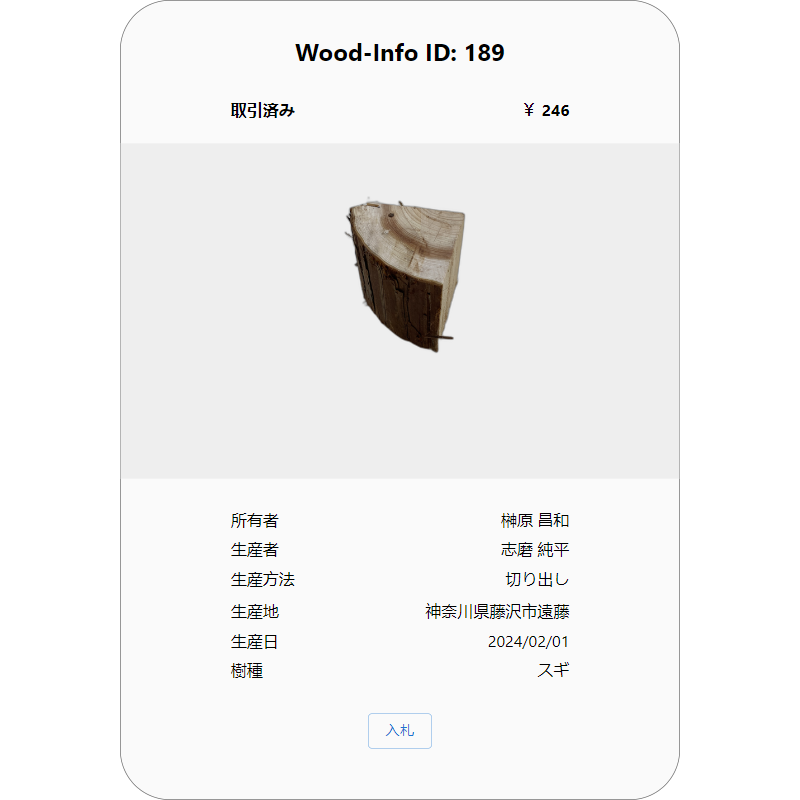 Wood-Info ID: 189
取引済み ￥ 246
所有者 榊原 昌和
生産者 志磨 純平
生産方法 切り出し
生産地 神奈川県藤沢市遠藤
生産日 2024/02/01
樹種 スギ
入札